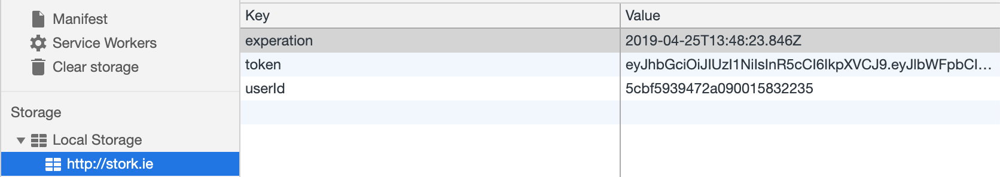 Manifest
Service Workers
Clear storage
Storage
Local Storage
http://stork.ie
Key Value
experation 2019-04-25T13:48:23.846Z
token eyJhbGciOiJIUzI1NiIsInR5cCI6IkpXVCJ9.eyJlbWFpbCI...
userId 5cbf5939472a090015832235